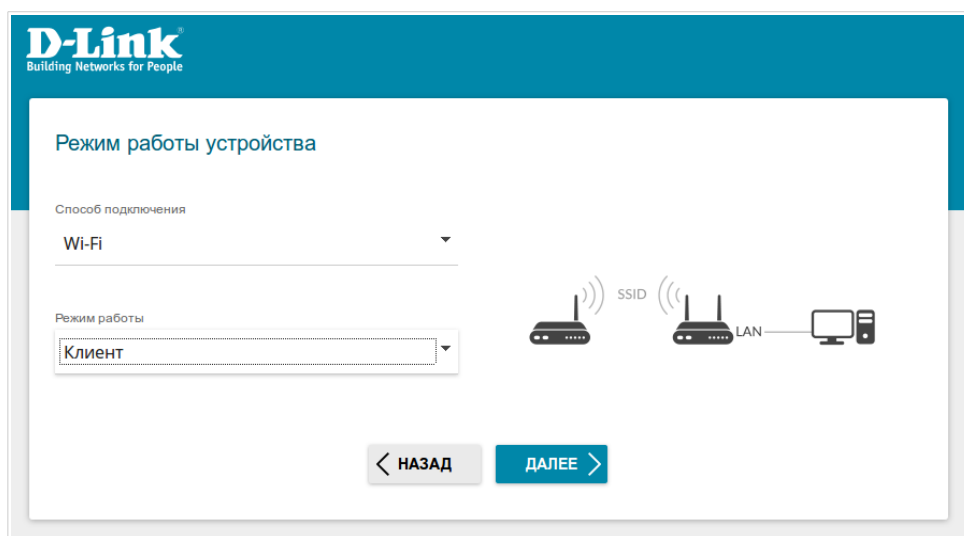 D-Link
Building Networks for People
Режим работы устройства
Способ подключения
Wi-Fi
Режим работы
Клиент
SSID
LAN
НАЗАД
ДАЛЕЕ